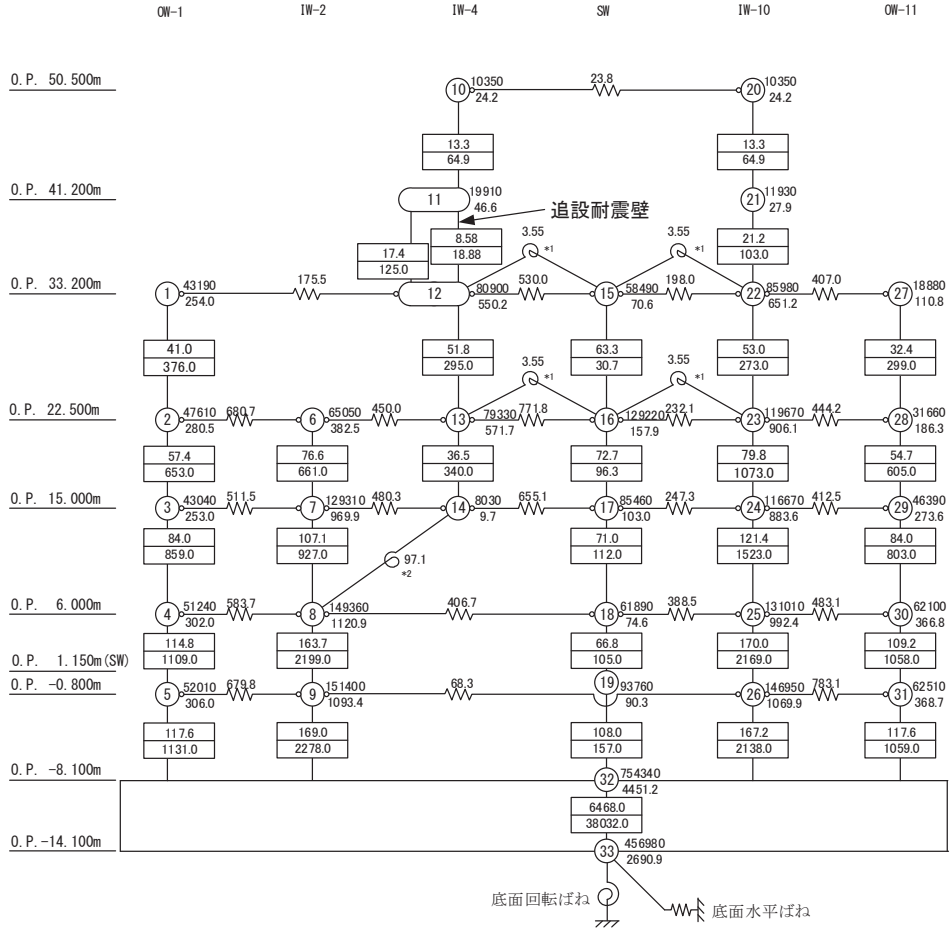 OW-1 IW-2 IW-4 SW IW-10 OW-11
O.P. 50.500m 10 10350 23.8 20 10350
24.2 24.2
13.3 13.3
64.9 64.9
O.P. 41.200m 11 19910 21 11930
46.6 追設耐震壁 27.9
8.58 3.55 3.55 21.2
17.4 18.88 *1 *1 103.0
125.0
O.P. 33.200m 1 43190 175.5 12 80900 530.0 15 58490 198.0 22 85980 407.0 27 18880
254.0 550.2 70.6 651.2 110.8
41.0 51.8 63.3 53.0 32.4
376.0 295.0 30.7 273.0 299.0
3.55 *1 3.55 *1
O.P. 22.500m 2 47610 680.7 6 65050 450.0 13 79330 771.8 16 129220 232.1 23 119670 444.2 28 31660
280.5 382.5 571.7 157.9 906.1 186.3
57.4 76.6 36.5 72.7 79.8 54.7
653.0 661.0 340.0 96.3 1073.0 605.0
O.P. 15.000m 3 43040 511.5 7 129310 480.3 14 8030 655.1 17 85460 247.3 24 116670 412.5 29 46390
253.0 969.9 9.7 103.0 883.6 273.6
84.0 107.1 71.0 121.4 84.0
859.0 927.0 112.0 1523.0 803.0
97.1
*2
O.P. 6.000m 4 51240 583.7 8 149360 406.7 18 61890 388.5 25 131010 483.1 30 62100
302.0 1120.9 74.6 992.4 366.8
114.8 163.7 66.8 170.0 109.2
1109.0 2199.0 105.0 2169.0 1058.0
O.P. 1.150m(SW)
O.P. -0.800m 5 52010 679.8 9 151400 68.3 19 93760 26 146950 783.1 31 62510
306.0 1093.4 90.3 1069.9 368.7
117.6 169.0 108.0 167.2 117.6
1131.0 2278.0 157.0 2138.0 1059.0
O.P. -8.100m 32 754340
4451.2
6468.0
38032.0
O.P.-14.100m 33 456980
2690.9
底面回転ばね 底面水平ばね